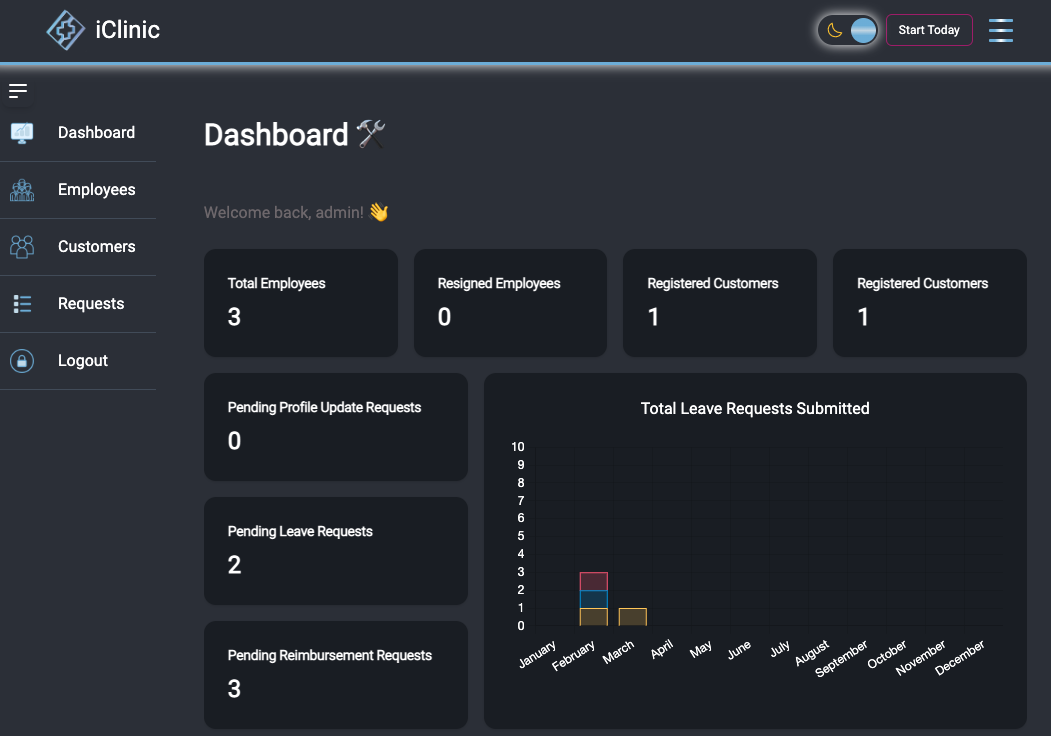 iClinic
Start Today
Dashboard
Employees
Customers
Requests
Logout
Dashboard
Welcome back, admin!
Total Employees
3
Resigned Employees
0
Registered Customers
1
Registered Customers
1
Pending Profile Update Requests
0
Pending Leave Requests
2
Pending Reimbursement Requests
3
Total Leave Requests Submitted
10
9
8
7
6
5
4
3
2
1
0
January
February
March
April
May
June
July
August
September
October
November
December